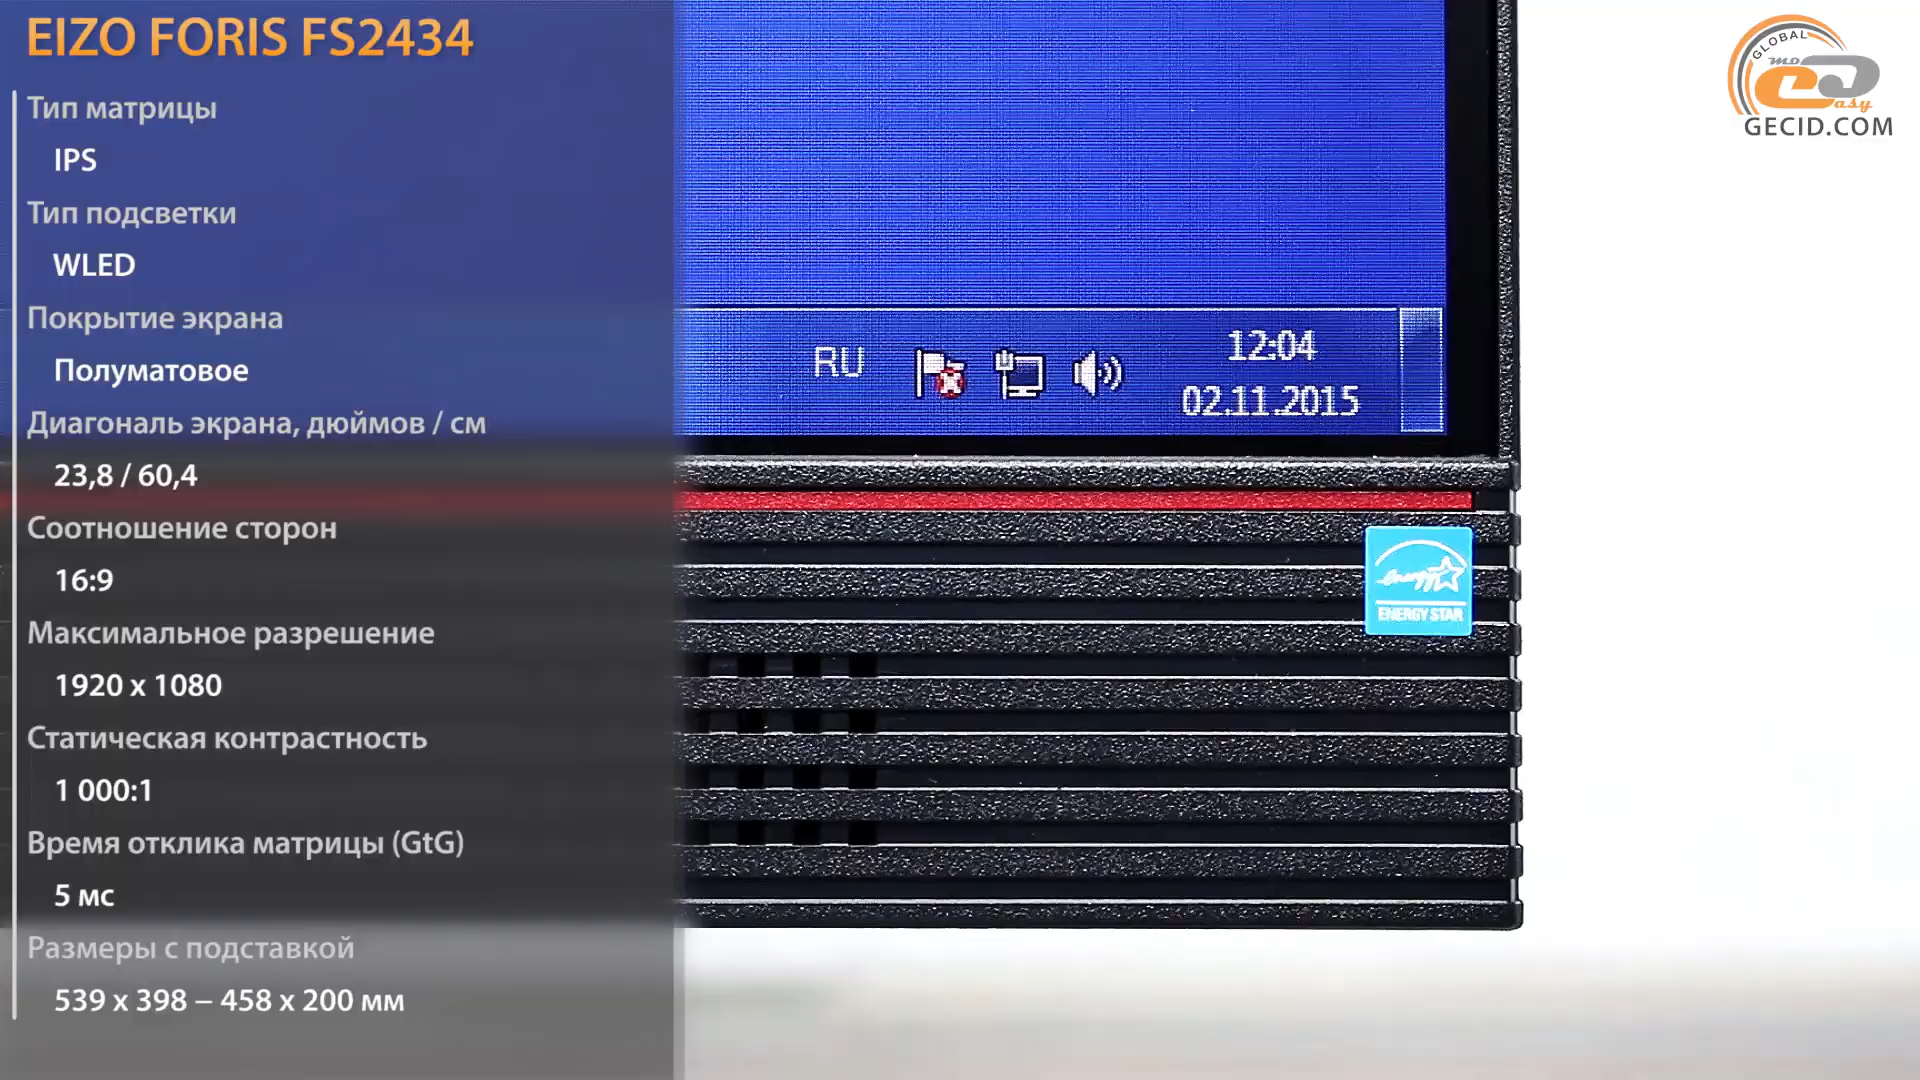 EIZO FORIS FS2434
Тип матрицы
IPS
Тип подсветки
WLED
Покрытие экрана
Полуматовое
Диагональ экрана, дюймов / см
23,8 / 60,4
Соотношение сторон
16:9
Максимальное разрешение
1920 x 1080
Статическая контрастность
1 000:1
Время отклика матрицы (GtG)
5 мс
Размеры с подставкой
539 x 398 – 458 x 200 мм
RU
12:04
02.11.2015
energy
ENERGY STAR
GLOBAL
mo
asy
GECID.COM